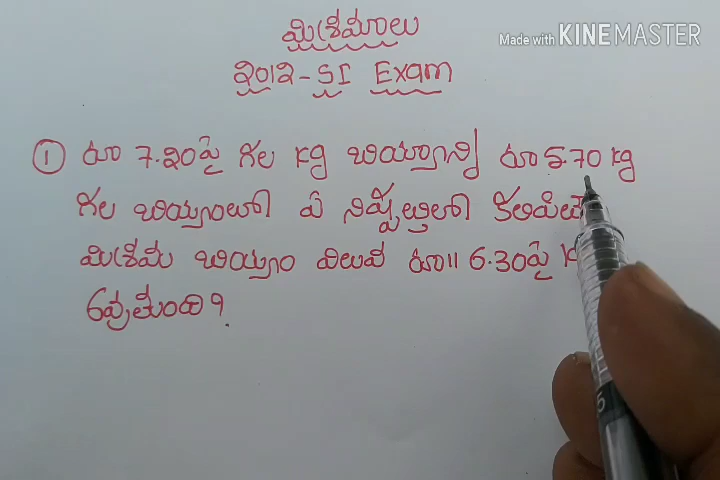 మిశ్రమాలు
Made with KINEMASTER
2012 - SI Exam
① రూ 7.20పై గల kg బియ్యాన్ని రూ 5.70 kg
గల బియ్యంలో ఏ నిష్పత్తిలో కలిపితే
మిశ్రమ బియ్యం విలువ రూ॥ 6.30పై k
అవుతుంది?